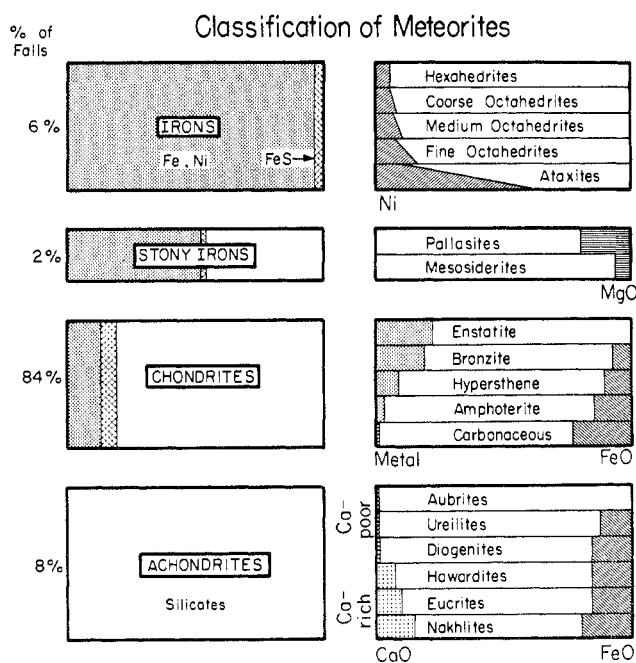 Classification of Meteorites
% of
Falls
6%
IRONS
Fe, Ni
FeS
Hexahedrites
Coarse Octahedrites
Medium Octahedrites
Fine Octahedrites
Ataxites
Ni
2%
STONY IRONS
Pallasites
Mesosiderites
MgO
84%
CHONDRITES
Enstatite
Bronzite
Hypersthene
Amphoterite
Carbonaceous
Metal
FeO
8%
ACHONDRITES
Silicates
Ca-
poor
Ca-
rich
Aubrites
Ureilites
Diogenites
Hawardites
Eucrites
Nakhlites
CaO
FeO